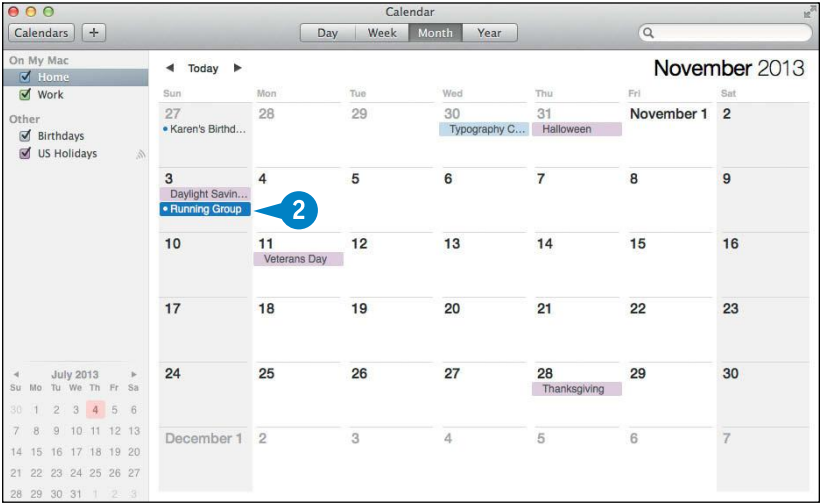 Calendar
Calendars +
Day Week Month Year
On My Mac
Home
Work
Other
Birthdays
US Holidays
◀ Today ▶
November 2013
Sun Mon Tue Wed Thu Fri Sat
27 28 29 30 31 November 1 2
• Karen's Birthd... Typography C... Halloween
3 4 5 6 7 8 9
Daylight Savin...
• Running Group
2
10 11 12 13 14 15 16
Veterans Day
17 18 19 20 21 22 23
24 25 26 27 28 29 30
Thanksgiving
December 1 2 3 4 5 6 7
◀ July 2013 ▶
Su Mo Tu We Th Fr Sa
30 1 2 3 4 5 6
7 8 9 10 11 12 13
14 15 16 17 18 19 20
21 22 23 24 25 26 27
28 29 30 31 1 2 3